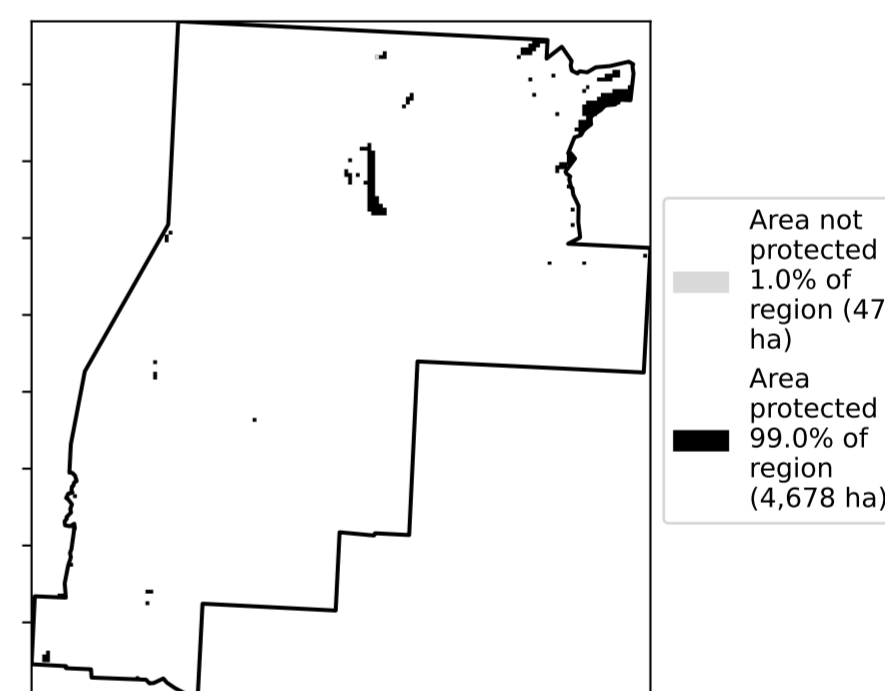 Area not
protected
1.0% of
region (47
ha)
Area
protected
99.0% of
region
(4,678 ha)